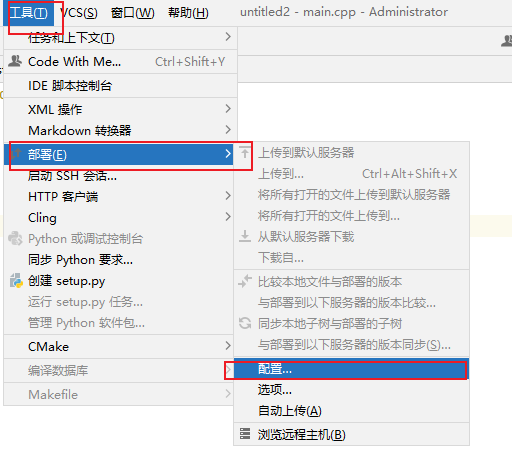 工具(T) VCS(S) 窗口(W) 帮助(H) untitled2 - main.cpp - Administrator
任务和上下文(T)
Code With Me... Ctrl+Shift+Y
IDE 脚本控制台
XML 操作
Markdown 转换器
部署(E)
启动 SSH 会话...
HTTP 客户端
Cling
Python 或调试控制台
同步 Python 要求...
创建 setup.py
运行 setup.py 任务...
管理 Python 软件包...
CMake
编译数据库
Makefile
上传到默认服务器
上传到... Ctrl+Alt+Shift+X
将所有打开的文件上传到默认服务器
将所有打开的文件上传到...
从默认服务器下载
下载自...
比较本地文件与部署的版本
与部署到以下服务器的版本比较...
同步本地子树与部署的子树
与部署到以下服务器的版本同步(S)...
配置...
选项...
自动上传(A)
浏览远程主机(B)